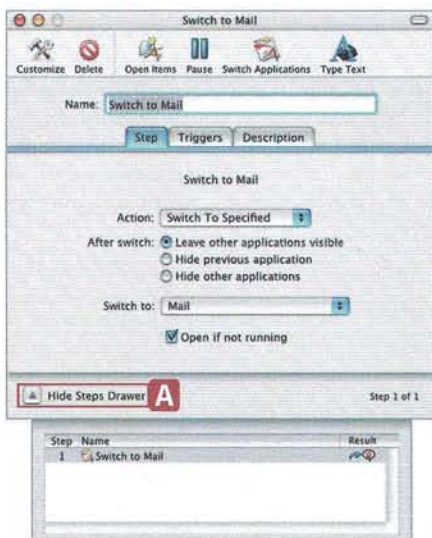 Switch to Mail
Customize Delete Open Items Pause Switch Applications Type Text
Name: Switch to Mail
Step Triggers Description
Switch to Mail
Action: Switch To Specified
After switch: Leave other applications visible
Hide previous application
Hide other applications
Switch to: Mail
Open if not running
Hide Steps Drawer A Step 1 of 1
Step Name Result
1 Switch to Mail